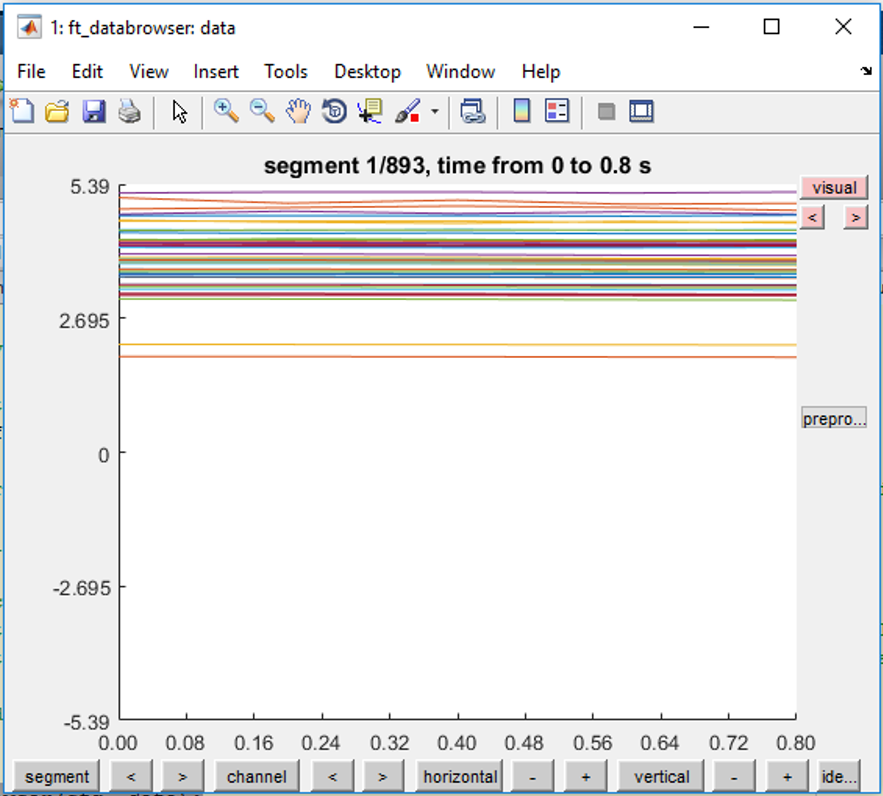 1: ft_databrowser: data
File Edit View Insert Tools Desktop Window Help
segment 1/893, time from 0 to 0.8 s
5.39
visual
< >
2.695
prepro...
0
-2.695
-5.39
0.00 0.08 0.16 0.24 0.32 0.40 0.48 0.56 0.64 0.72 0.80
segment < > channel < > horizontal - + vertical - + ide...